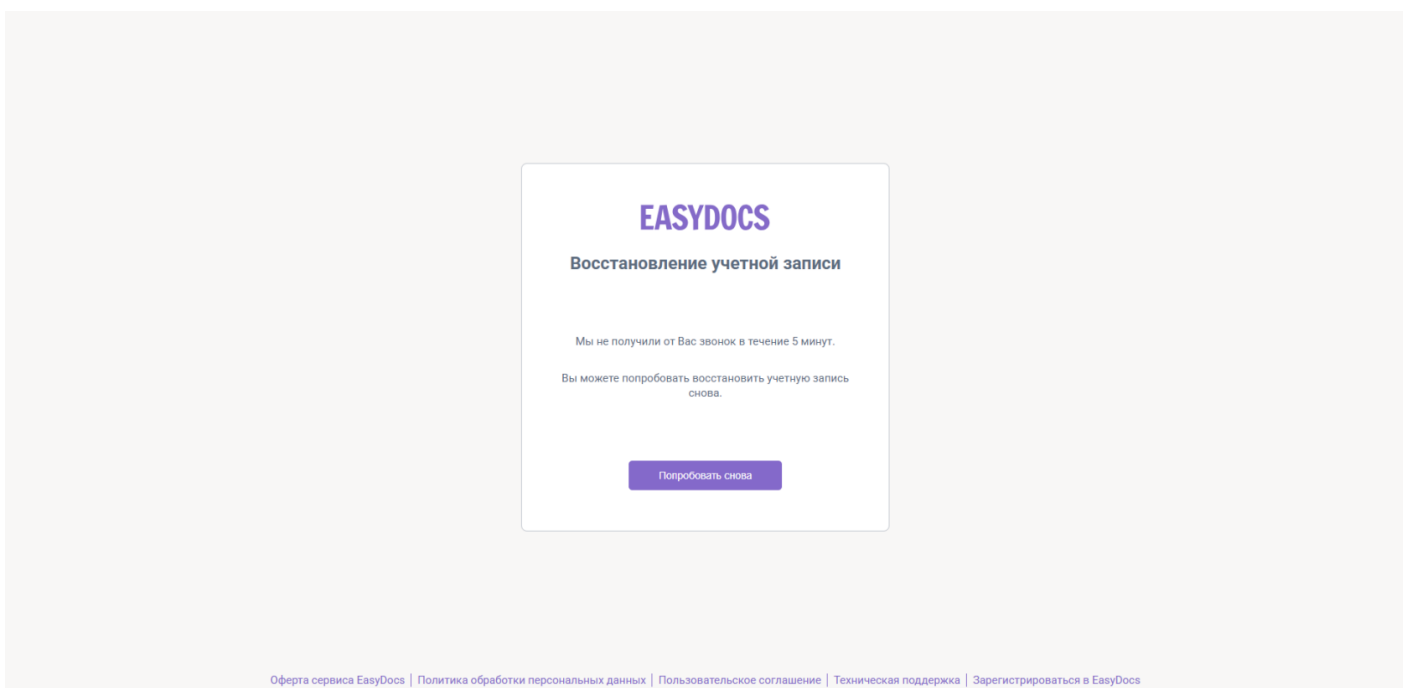 EASYDOCS
Восстановление учетной записи
Мы не получили от Вас звонок в течение 5 минут.
Вы можете попробовать восстановить учетную запись
снова.
Попробовать снова
Оферта сервиса EasyDocs | Политика обработки персональных данных | Пользовательское соглашение | Техническая поддержка | Зарегистрироваться в EasyDocs